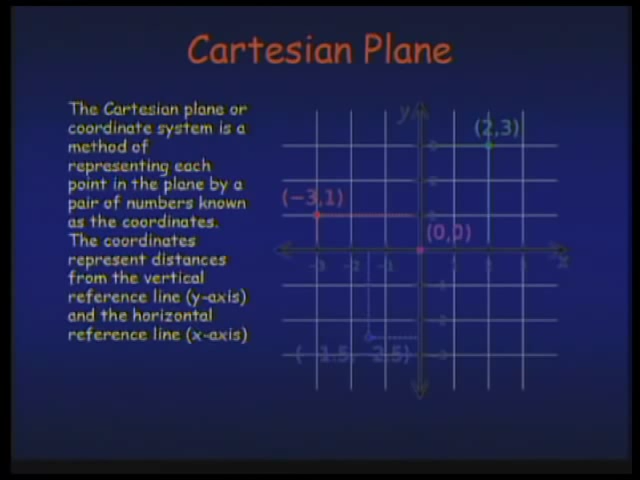 Cartesian Plane
The Cartesian plane or
coordinate system is a
method of
representing each
point in the plane by a
pair of numbers known
as the coordinates.
The coordinates
represent distances
from the vertical
reference line (y-axis)
and the horizontal
reference line (x-axis)
y
(2,3)
(−3,1)
(0,0)
-3 -2 -1 1 2 3 x
( 1.5, 2.5)